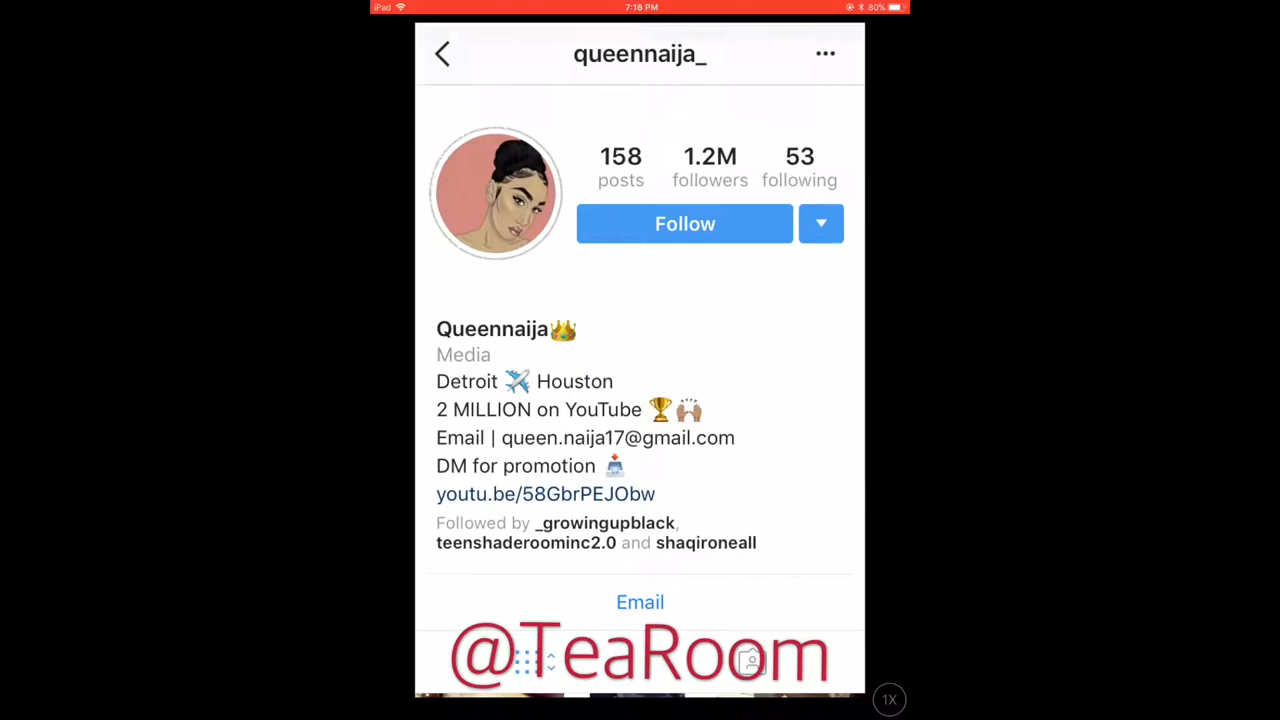 iPad 7:16 PM 80%
queennaija_
158 1.2M 53
posts followers following
Follow
Queennaija👑
Media
Detroit ✈️ Houston
2 MILLION on YouTube 🏆🙌🏽
Email | queen.naija17@gmail.com
DM for promotion 📥
youtu.be/58GbrPEJObw
Followed by _growingupblack,
teenshaderoominc2.0 and shaqironeall
Email
@TeaRoom
1X